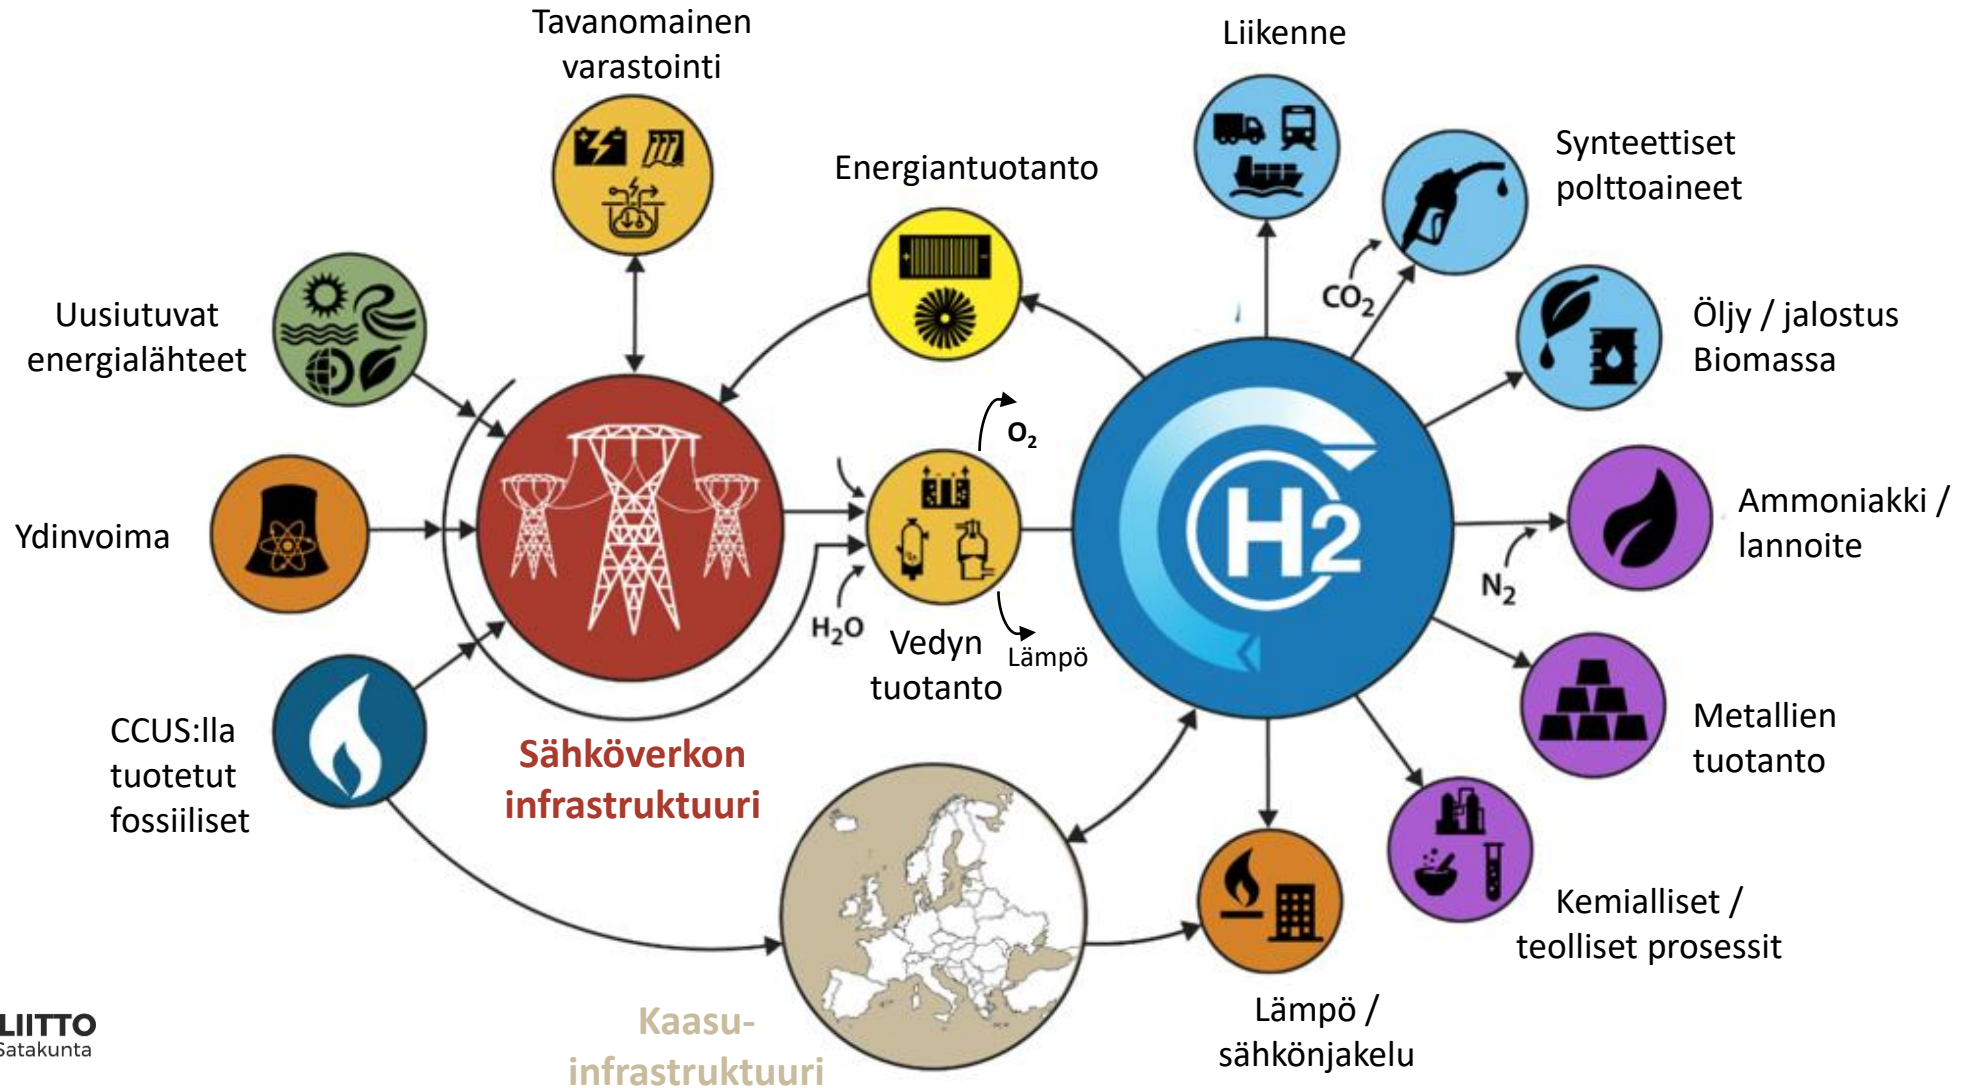 Tavanomainen
varastointi
Liikenne
Energiantuotanto
Synteettiset
polttoaineet
CO2
Uusiutuvat
energialähteet
Öljy / jalostus
Biomassa
O2
H2
Ydinvoima
Ammoniakki /
lannoite
N2
H2O
Vedyn
tuotanto
Lämpö
CCUS:lla
tuotetut
fossiiliset
Sähköverkon
infrastruktuuri
Metallien
tuotanto
Kemialliset /
teolliset prosessit
Kaasu-
infrastruktuuri
Lämpö /
sähkönjakelu
LIITTO
Satakunta